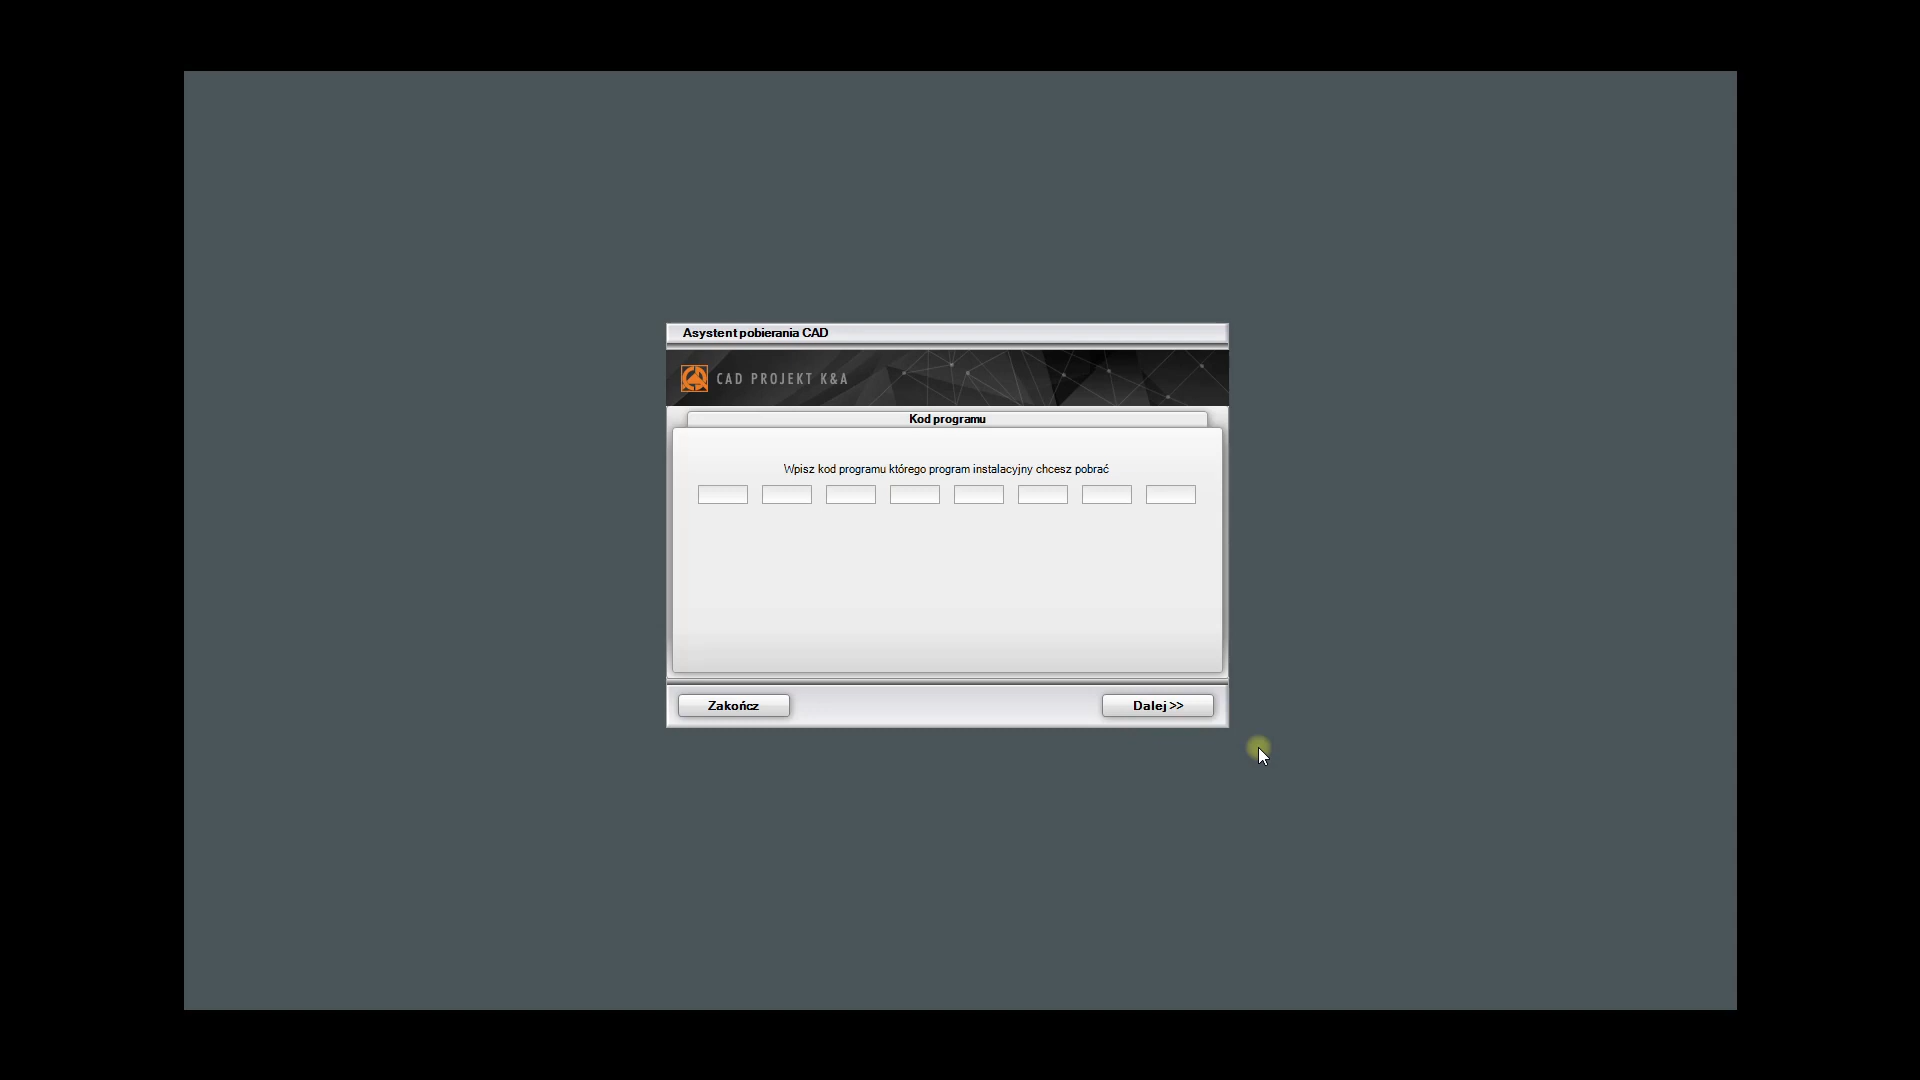 Asystent pobierania CAD
CAD PROJEKT K&A
Kod programu
Wpisz kod programu którego program instalacyjny chcesz pobrać
Zakończ
Dalej >>